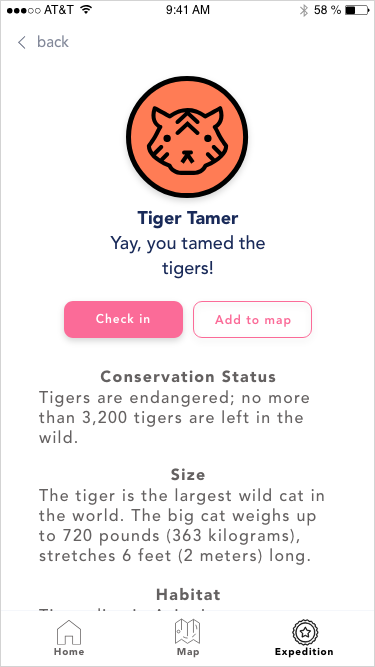 AT&T 9:41 AM 58 %
back
Tiger Tamer
Yay, you tamed the
tigers!
Check in Add to map
Conservation Status
Tigers are endangered; no more
than 3,200 tigers are left in the
wild.
Size
The tiger is the largest wild cat in
the world. The big cat weighs up
to 720 pounds (363 kilograms),
stretches 6 feet (2 meters) long.
Habitat
Home Map Expedition